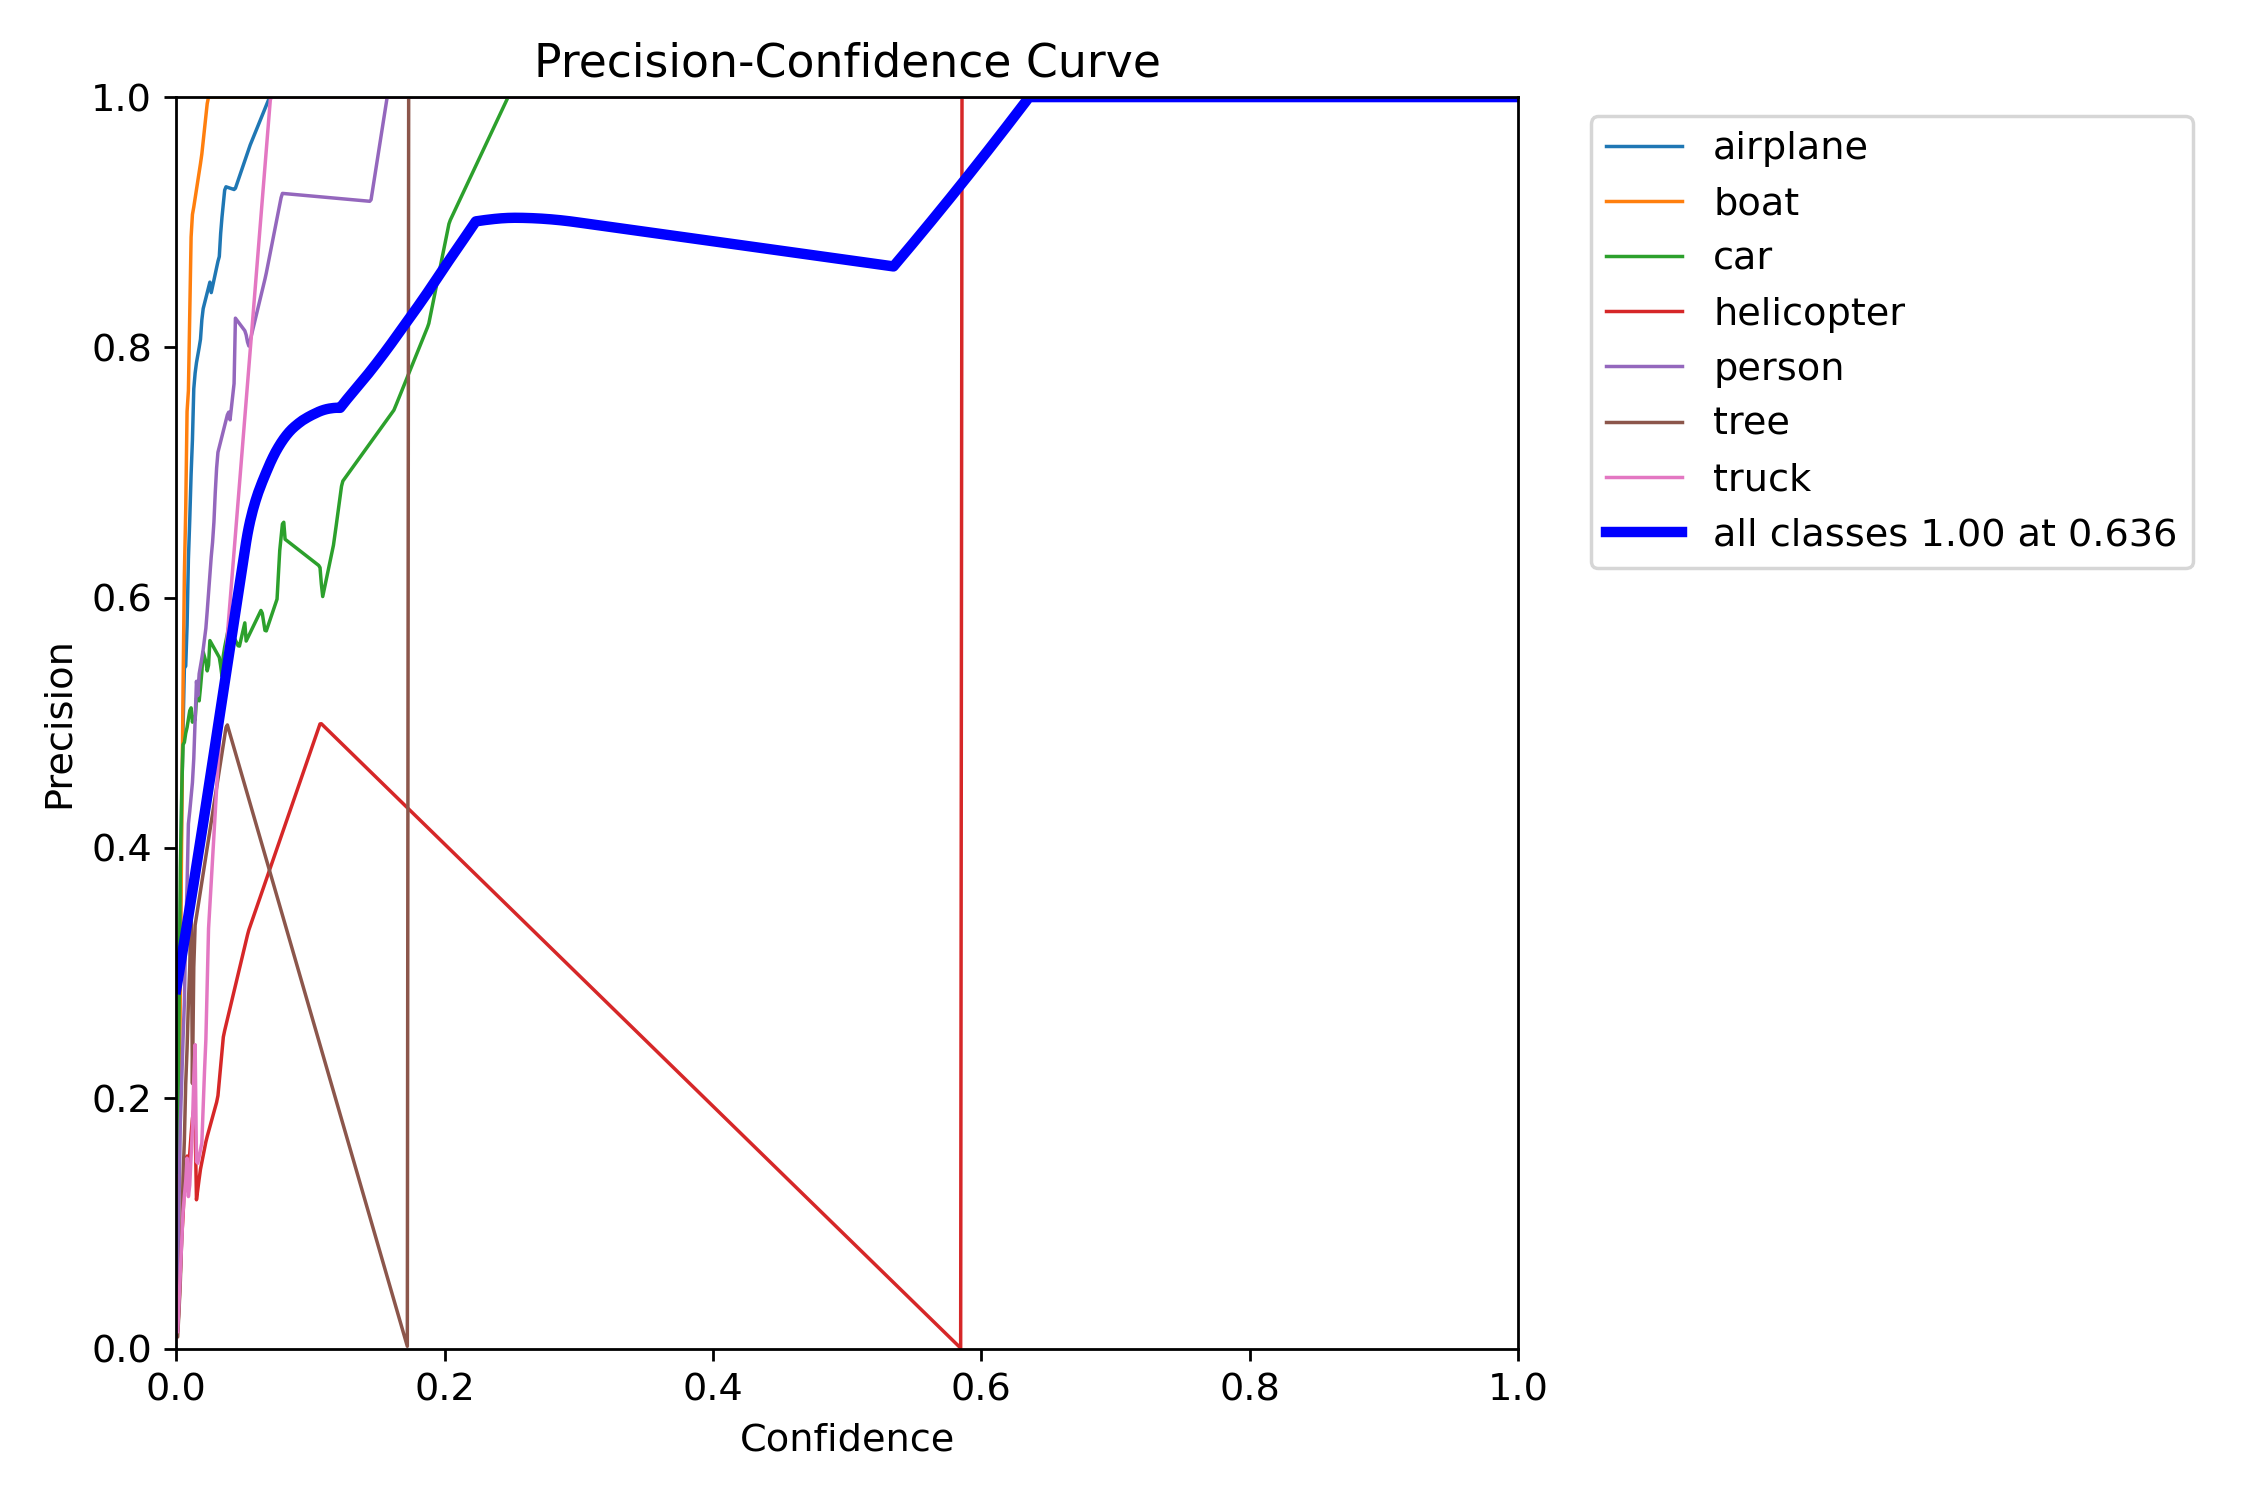 Precision-Confidence Curve
1.0
0.8
0.6
0.4
0.2
0.0
Precision
0.0 0.2 0.4 0.6 0.8 1.0
Confidence
airplane
boat
car
helicopter
person
tree
truck
all classes 1.00 at 0.636